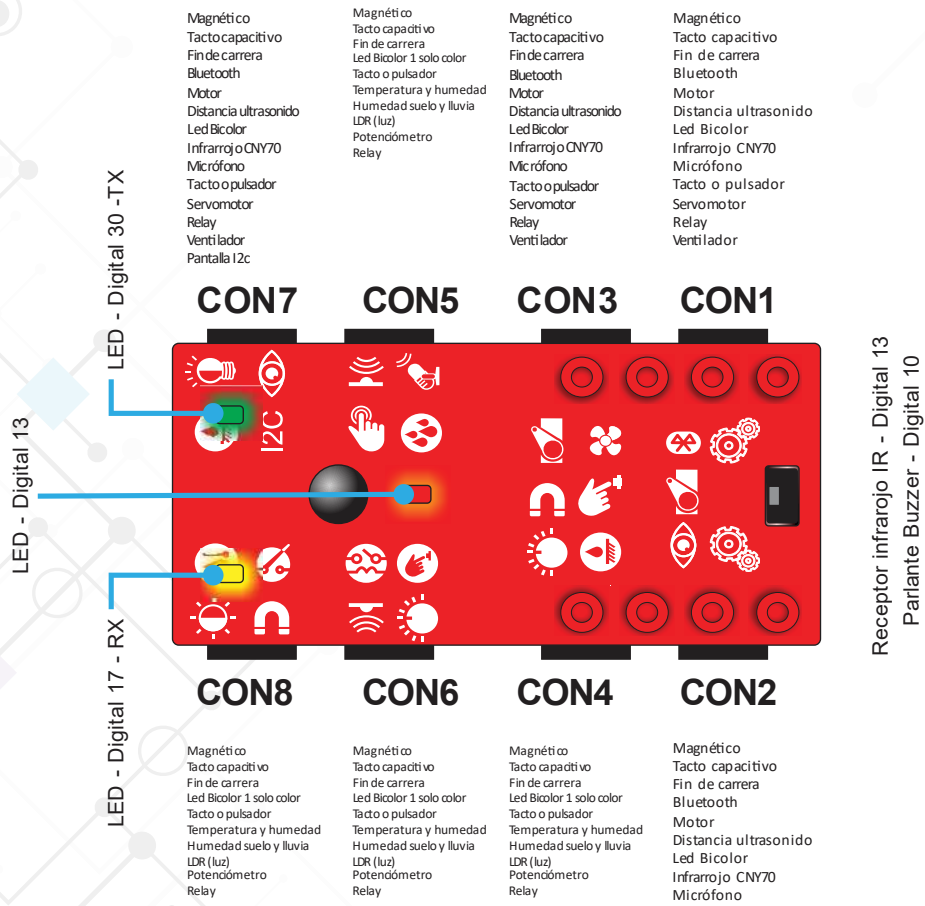 Magnético
Tacto capacitivo
Fin de carrera
Bluetooth
Motor
Distancia ultrasonido
Led Bicolor
Infrarrojo CNY70
Micrófono
Tacto o pulsador
Servomotor
Relay
Ventilador
Pantalla I2c
Magnético
Tacto capacitivo
Fin de carrera
Led Bicolor 1 solo color
Tacto o pulsador
Temperatura y humedad
Humedad suelo y lluvia
LDR (luz)
Potenciómetro
Relay
Magnético
Tacto capacitivo
Fin de carrera
Bluetooth
Motor
Distancia ultrasonido
Led Bicolor
Infrarrojo CNY70
Micrófono
Tacto o pulsador
Servomotor
Relay
Ventilador
Magnético
Tacto capacitivo
Fin de carrera
Bluetooth
Motor
Distancia ultrasonido
Led Bicolor
Infrarrojo CNY70
Micrófono
Tacto o pulsador
Servomotor
Relay
Ventilador
CON7
CON5
CON3
CON1
LED - Digital 30 -TX
LED - Digital 13
LED - Digital 17 - RX
I2C
Receptor infrarojo IR - Digital 13
Parlante Buzzer - Digital 10
CON8
CON6
CON4
CON2
Magnético
Tacto capacitivo
Fin de carrera
Led Bicolor 1 solo color
Tacto o pulsador
Temperatura y humedad
Humedad suelo y lluvia
LDR (luz)
Potenciómetro
Relay
Magnético
Tacto capacitivo
Fin de carrera
Led Bicolor 1 solo color
Tacto o pulsador
Temperatura y humedad
Humedad suelo y lluvia
LDR (luz)
Potenciómetro
Relay
Magnético
Tacto capacitivo
Fin de carrera
Led Bicolor 1 solo color
Tacto o pulsador
Temperatura y humedad
Humedad suelo y lluvia
LDR (luz)
Potenciómetro
Relay
Magnético
Tacto capacitivo
Fin de carrera
Bluetooth
Motor
Distancia ultrasonido
Led Bicolor
Infrarrojo CNY70
Micrófono